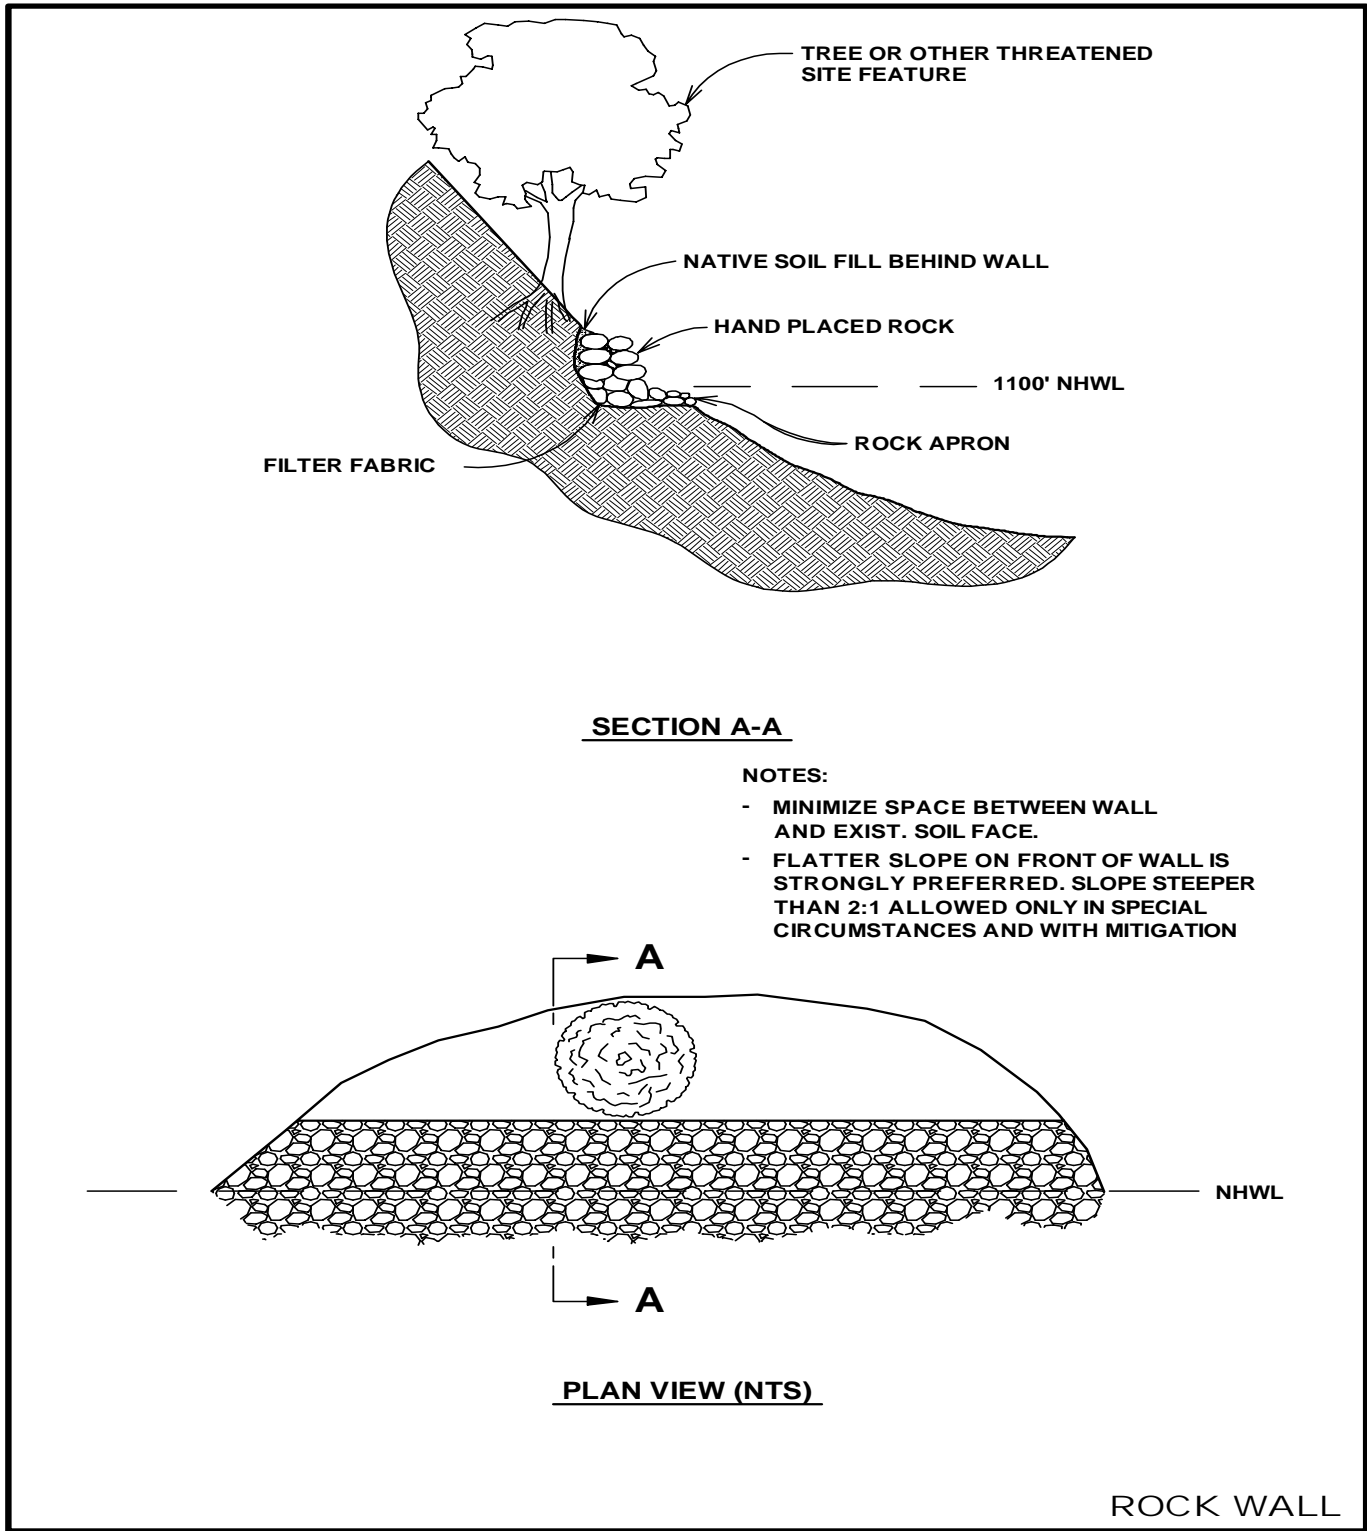 TREE OR OTHER THREATENED
SITE FEATURE
NATIVE SOIL FILL BEHIND WALL
HAND PLACED ROCK
1100' NHWL
ROCK APRON
FILTER FABRIC
SECTION A-A
NOTES:
- MINIMIZE SPACE BETWEEN WALL
AND EXIST. SOIL FACE.
- FLATTER SLOPE ON FRONT OF WALL IS
STRONGLY PREFERRED. SLOPE STEEPER
THAN 2:1 ALLOWED ONLY IN SPECIAL
CIRCUMSTANCES AND WITH MITIGATION
A
NHWL
A
PLAN VIEW (NTS)
ROCK WALL